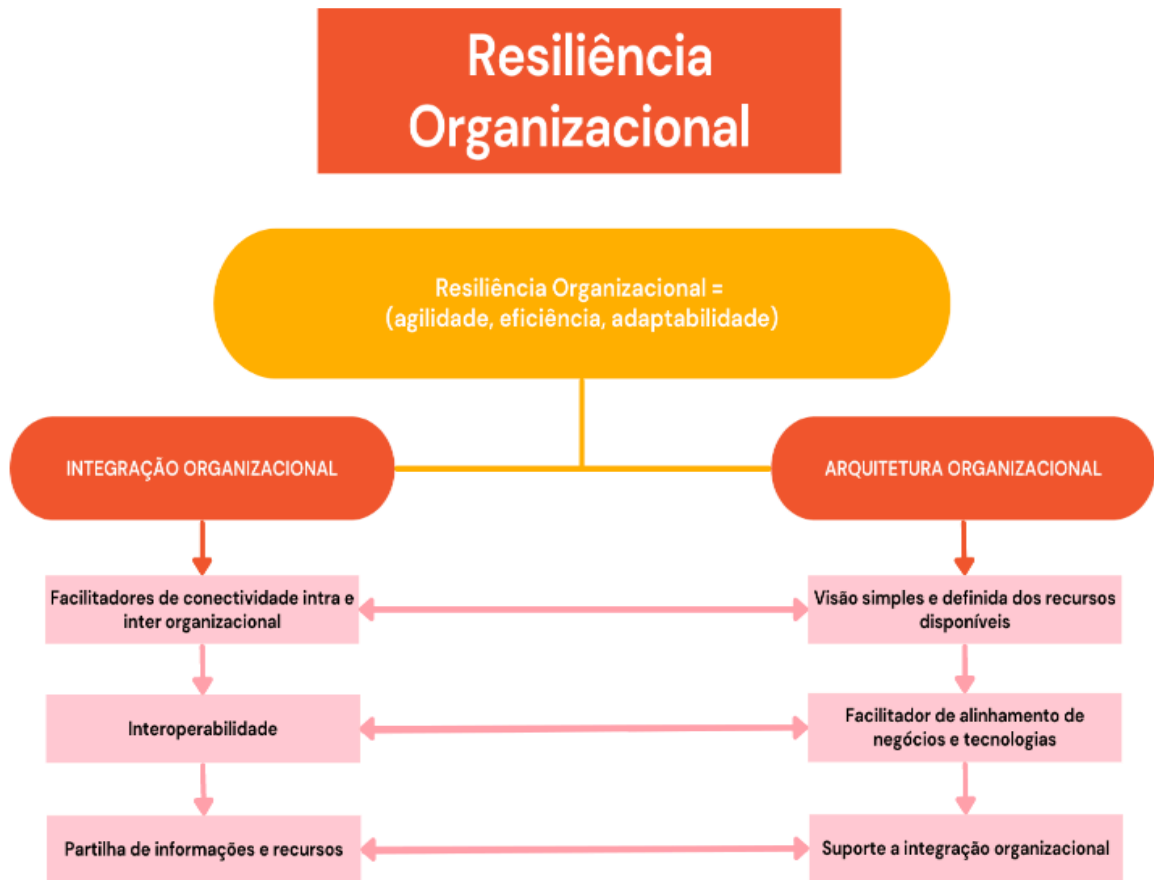 Resiliência
Organizacional
Resiliência Organizacional =
(agilidade, eficiência, adaptabilidade)
INTEGRAÇÃO ORGANIZACIONAL
ARQUITETURA ORGANIZACIONAL
Facilitadores de conectividade intra e
inter organizacional
Visão simples e definida dos recursos
disponíveis
Interoperabilidade
Facilitador de alinhamento de
negócios e tecnologias
Partilha de informações e recursos
Suporte a integração organizacional